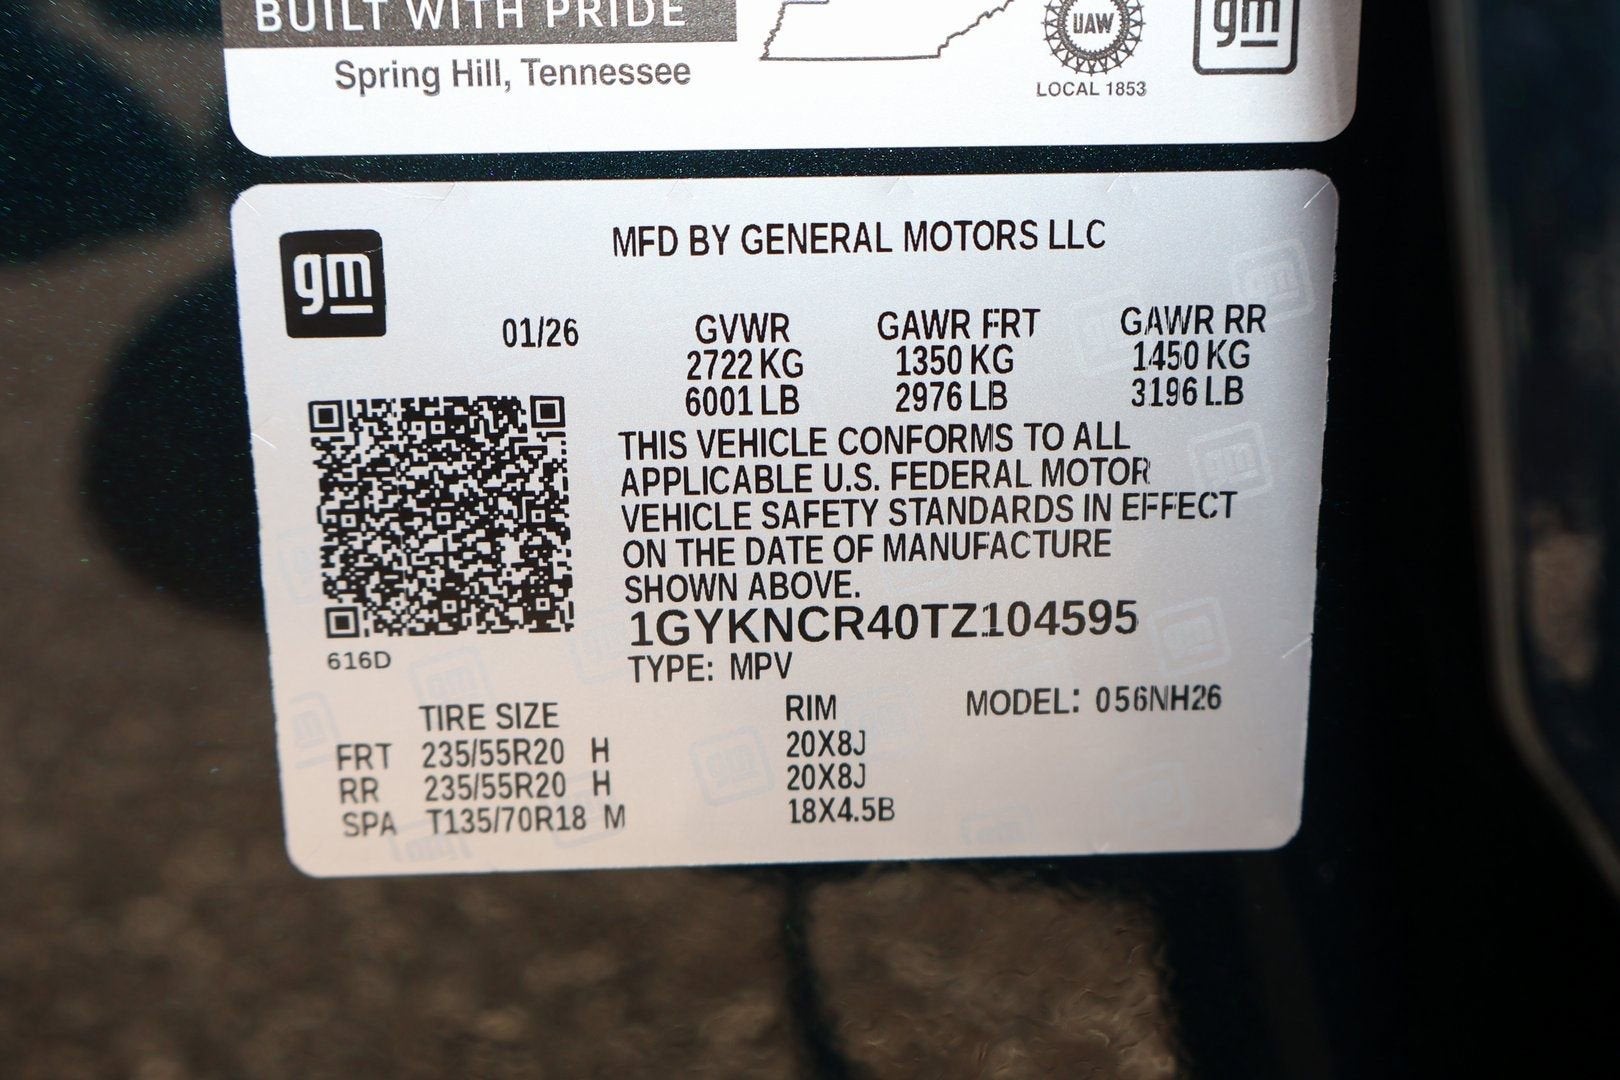 BUILT WITH PRIDE
Spring Hill, Tennessee
UAW
LOCAL 1853
gm
gm
MFD BY GENERAL MOTORS LLC
01/26 GVWR GAWR FRT GAWR RR
2722 KG 1350 KG 1450 KG
6001 LB 2976 LB 3196 LB
THIS VEHICLE CONFORMS TO ALL
APPLICABLE U.S. FEDERAL MOTOR
VEHICLE SAFETY STANDARDS IN EFFECT
ON THE DATE OF MANUFACTURE
SHOWN ABOVE.
1GYKNCR40TZ104595
616D
TYPE: MPV
TIRE SIZE RIM MODEL: 056NH26
FRT 235/55R20 H 20X8J
RR 235/55R20 H 20X8J
SPA T135/70R18 M 18X4.5B